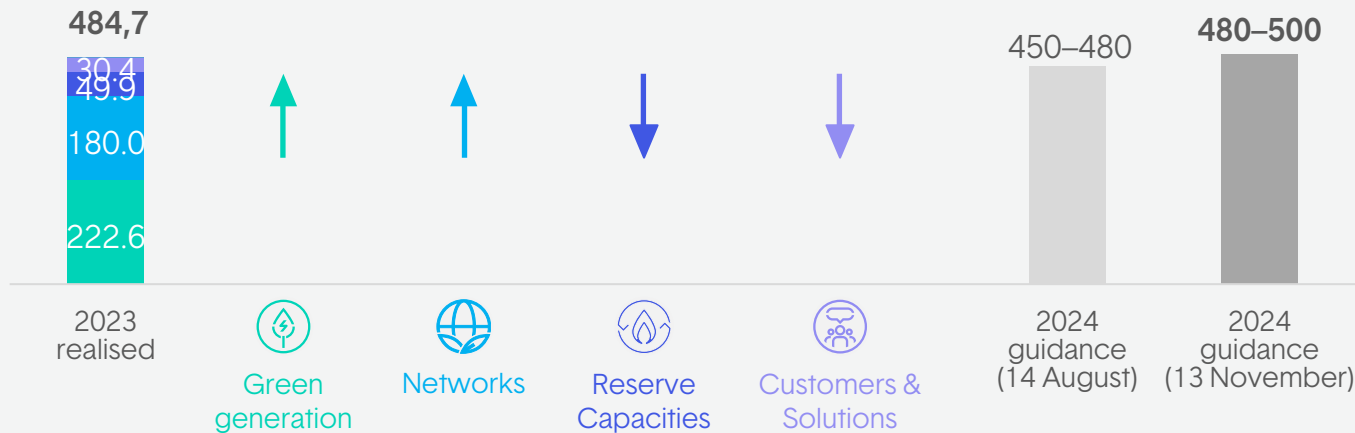 484,7
30.4
49.9
180.0
222.6
2023
realised
Green
generation
Networks
Reserve
Capacities
Customers &
Solutions
450–480
2024
guidance
(14 August)
480–500
2024
guidance
(13 November)